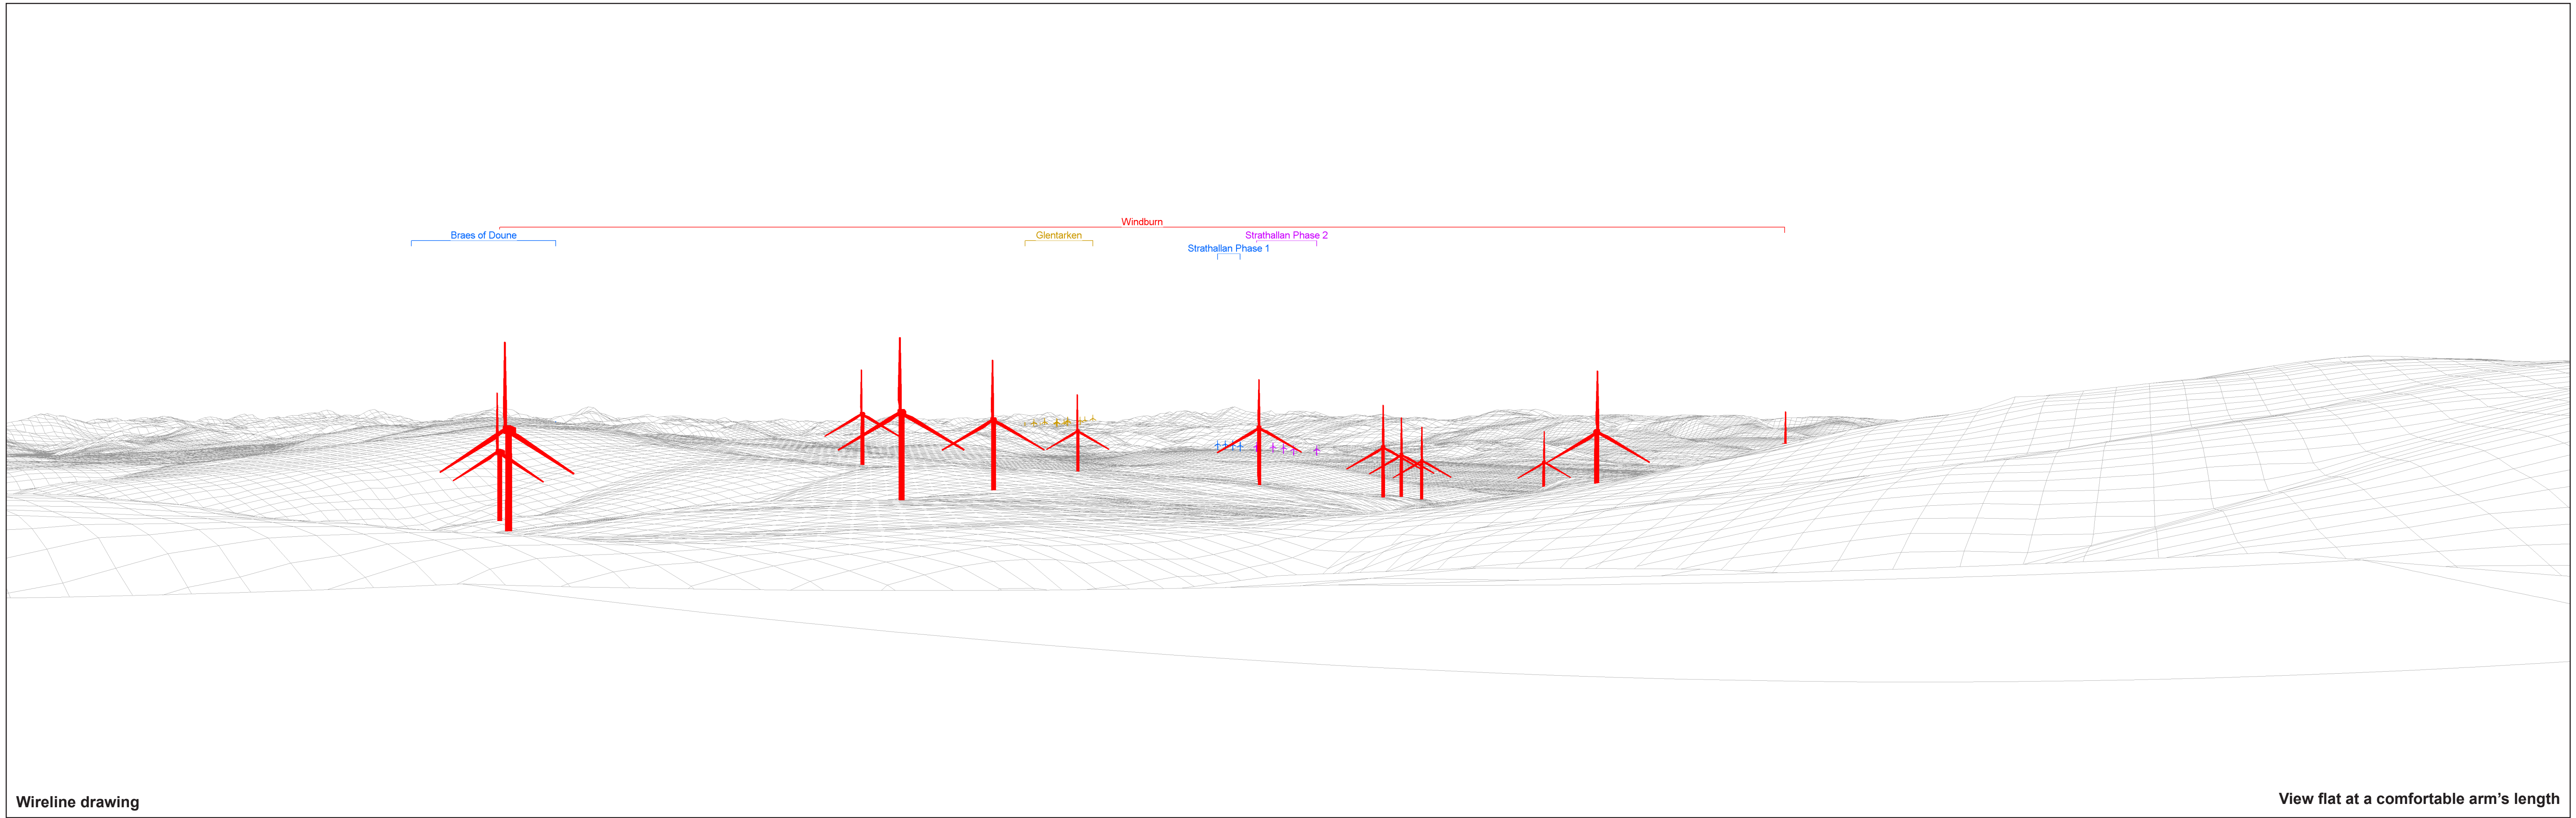 Windburn
Braes of Doune
Glentarken
Strathallan Phase 2
Strathallan Phase 1
Wireline drawing
View flat at a comfortable arm’s length